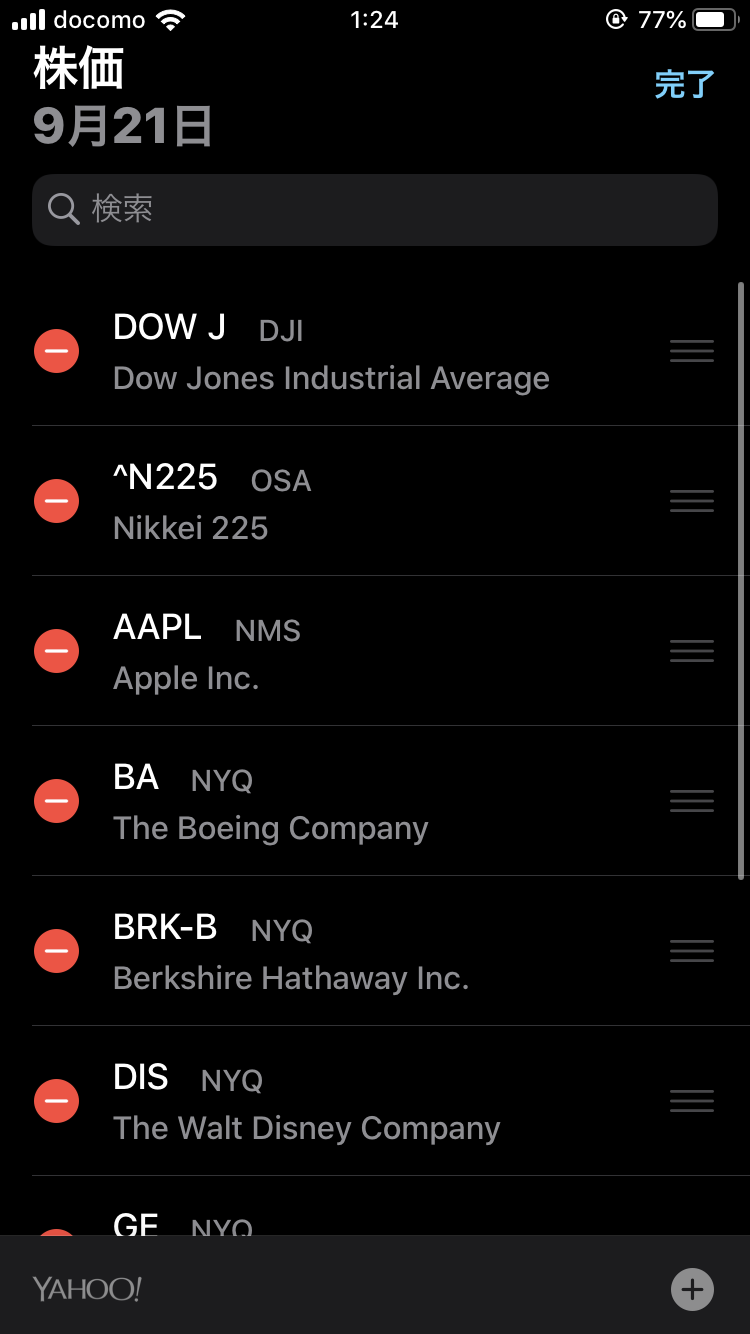 docomo 1:24 77%
株価
完了
9月21日
検索
DOW J DJI
Dow Jones Industrial Average
^N225 OSA
Nikkei 225
AAPL NMS
Apple Inc.
BA NYQ
The Boeing Company
BRK-B NYQ
Berkshire Hathaway Inc.
DIS NYQ
The Walt Disney Company
GE NYQ
YAHOO!